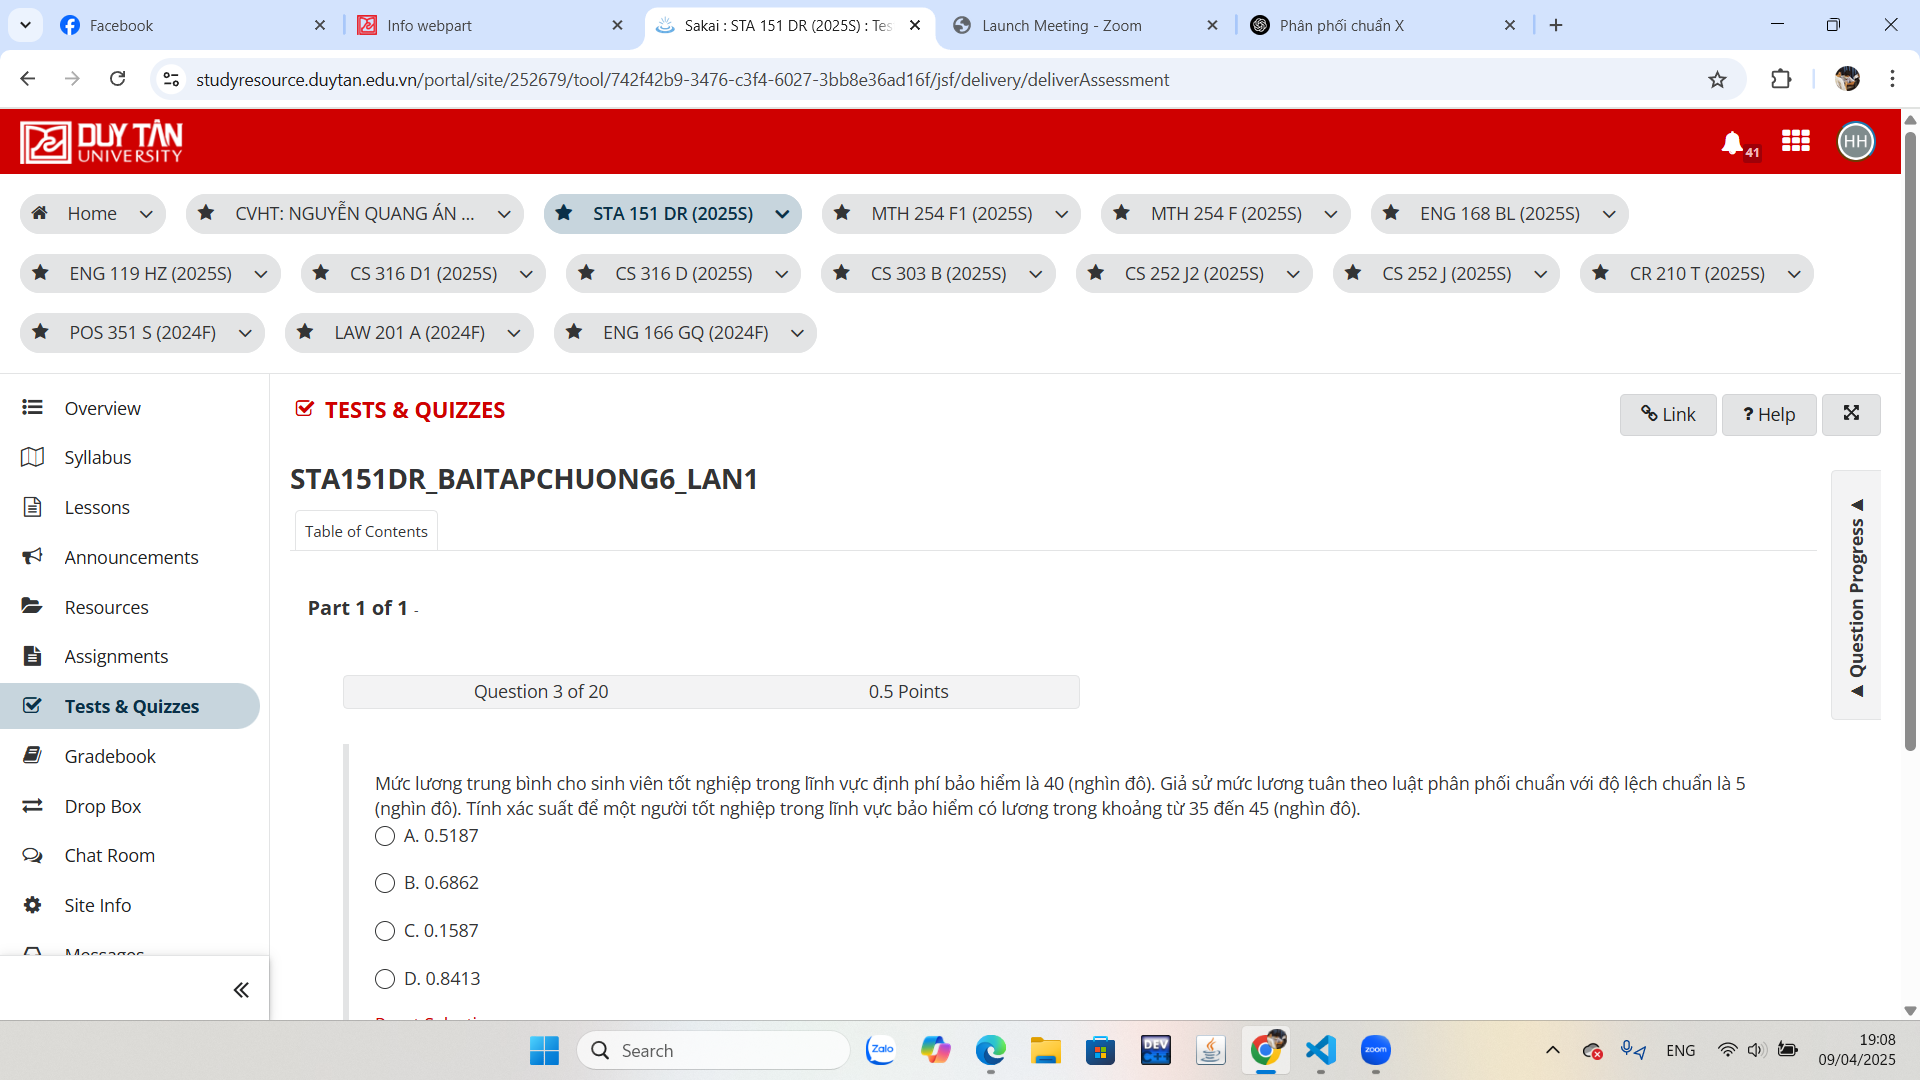 Facebook
Info webpart
Sakai : STA 151 DR (2025S) : Tes
Launch Meeting - Zoom
Phân phối chuẩn X
studyresource.duytan.edu.vn/portal/site/252679/tool/742f42b9-3476-c3f4-6027-3bb8e36ad16f/jsf/delivery/deliverAssessment
DUY TÂN
UNIVERSITY
41
HH
Home
CVHT: NGUYỄN QUANG ÁN ...
STA 151 DR (2025S)
MTH 254 F1 (2025S)
MTH 254 F (2025S)
ENG 168 BL (2025S)
ENG 119 HZ (2025S)
CS 316 D1 (2025S)
CS 316 D (2025S)
CS 303 B (2025S)
CS 252 J2 (2025S)
CS 252 J (2025S)
CR 210 T (2025S)
POS 351 S (2024F)
LAW 201 A (2024F)
ENG 166 GQ (2024F)
Overview
Syllabus
Lessons
Announcements
Resources
Assignments
Tests & Quizzes
Gradebook
Drop Box
Chat Room
Site Info
Messages
TESTS & QUIZZES
Link
? Help
STA151DR_BAITAPCHUONG6_LAN1
Table of Contents
Question Progress
Part 1 of 1 -
Question 3 of 20
0.5 Points
Mức lương trung bình cho sinh viên tốt nghiệp trong lĩnh vực định phí bảo hiểm là 40 (nghìn đô). Giả sử mức lương tuân theo luật phân phối chuẩn với độ lệch chuẩn là 5
(nghìn đô). Tính xác suất để một người tốt nghiệp trong lĩnh vực bảo hiểm có lương trong khoảng từ 35 đến 45 (nghìn đô).
A. 0.5187
B. 0.6862
C. 0.1587
D. 0.8413
Search
Zalo
DEV
zoom
ENG
19:08
09/04/2025